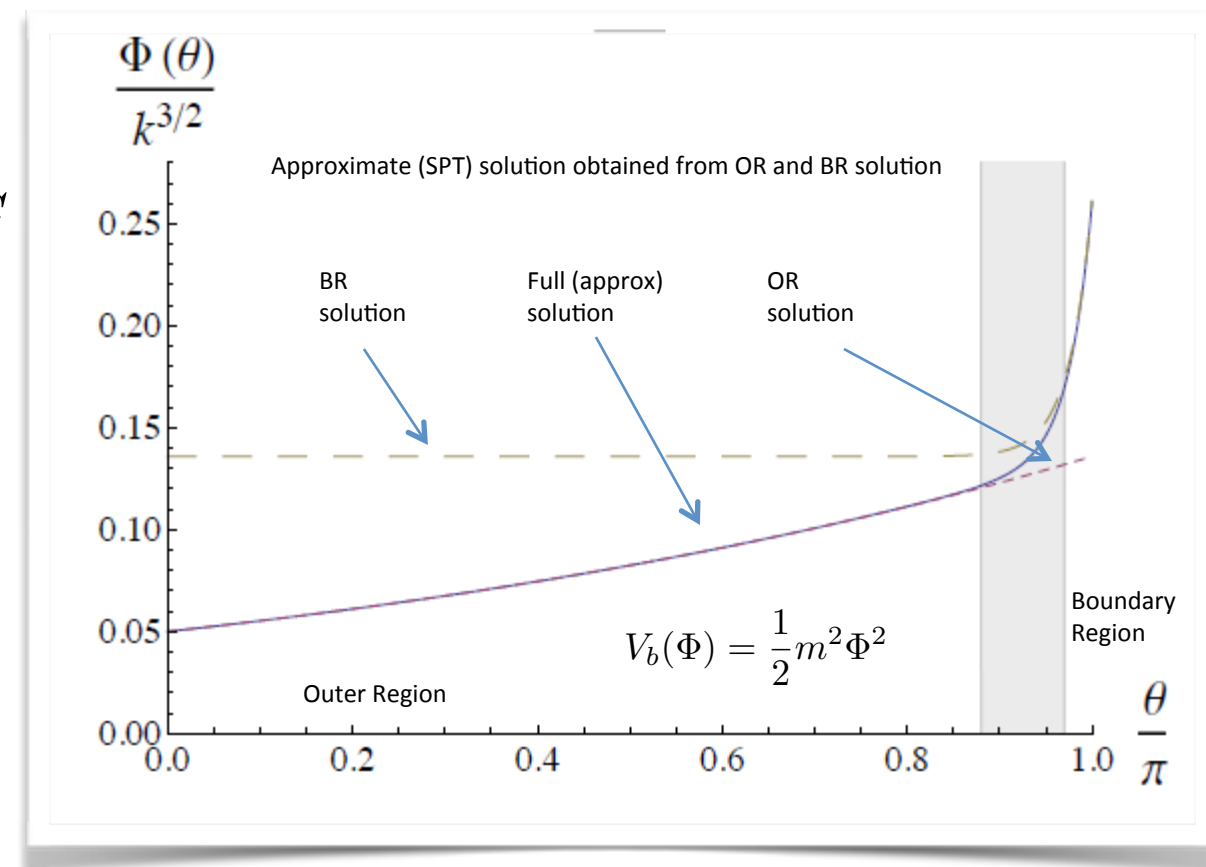 Φ (θ)
k^{3/2}
Approximate (SPT) solution obtained from OR and BR solution
0.25
BR
solution
Full (approx)
solution
OR
solution
0.20
0.15
0.10
Boundary
Region
0.05
V_b(Φ) = \frac{1}{2}m^2Φ^2
Outer Region
θ
π
0.00
0.0
0.2
0.4
0.6
0.8
1.0